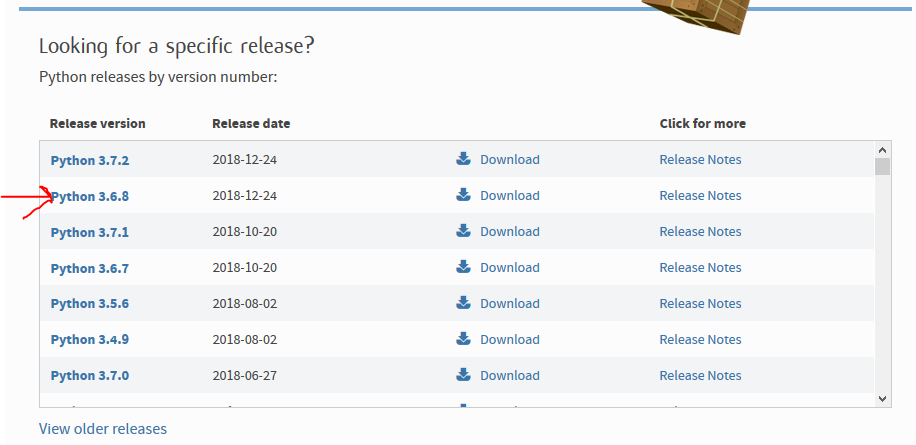 Looking for a specific release?
Python releases by version number:
Release version Release date Click for more
Python 3.7.2 2018-12-24 Download Release Notes
Python 3.6.8 2018-12-24 Download Release Notes
Python 3.7.1 2018-10-20 Download Release Notes
Python 3.6.7 2018-10-20 Download Release Notes
Python 3.5.6 2018-08-02 Download Release Notes
Python 3.4.9 2018-08-02 Download Release Notes
Python 3.7.0 2018-06-27 Download Release Notes
View older releases